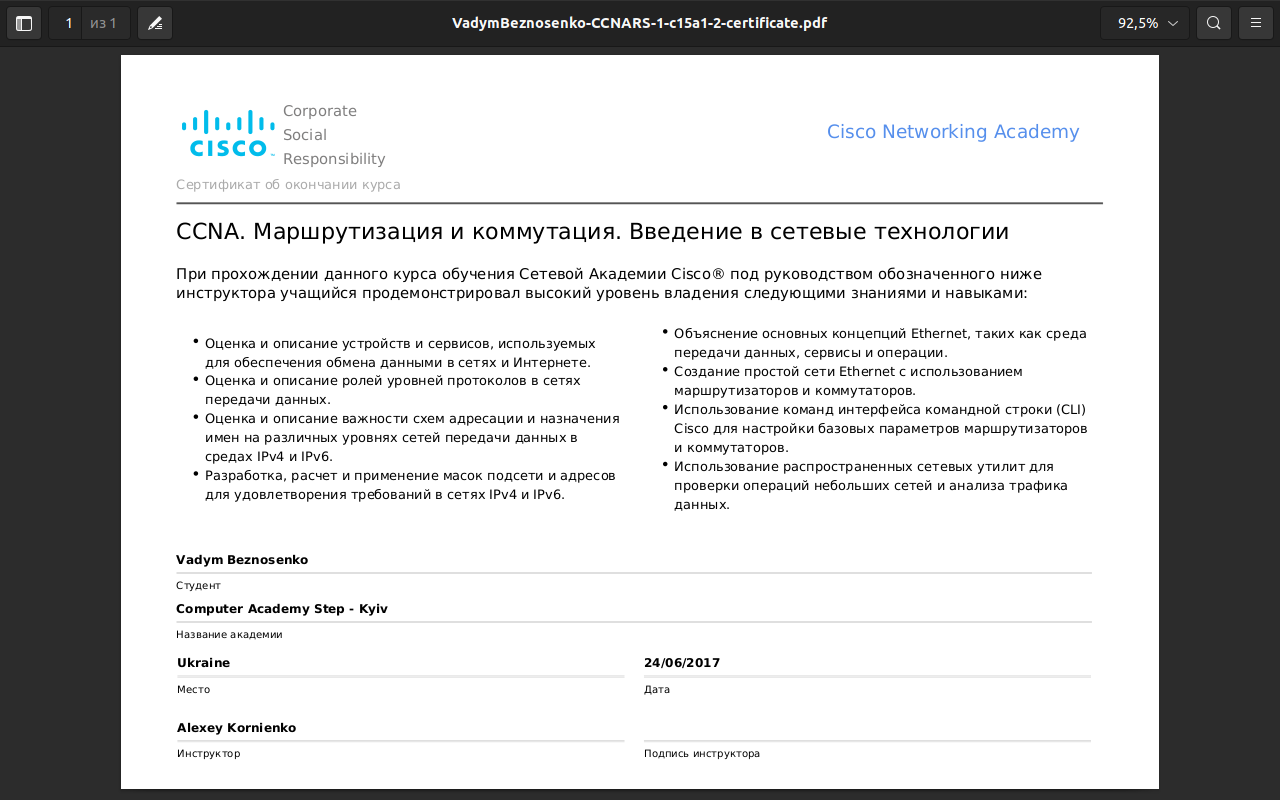 1
из 1
VadymBeznosenko-CCNARS-1-c15a1-2-certificate.pdf
92,5%
CISCO
Corporate
Social
Responsibility
Cisco Networking Academy
Сертификат об окончании курса
CCNA. Маршрутизация и коммутация. Введение в сетевые технологии
При прохождении данного курса обучения Сетевой Академии Cisco® под руководством обозначенного ниже
инструктора учащийся продемонстрировал высокий уровень владения следующими знаниями и навыками:
• Оценка и описание устройств и сервисов, используемых
для обеспечения обмена данными в сетях и Интернете.
• Оценка и описание ролей уровней протоколов в сетях
передачи данных.
• Оценка и описание важности схем адресации и назначения
имен на различных уровнях сетей передачи данных в
средах IPv4 и IPv6.
• Разработка, расчет и применение масок подсети и адресов
для удовлетворения требований в сетях IPv4 и IPv6.
• Объяснение основных концепций Ethernet, таких как среда
передачи данных, сервисы и операции.
• Создание простой сети Ethernet с использованием
маршрутизаторов и коммутаторов.
• Использование команд интерфейса командной строки (CLI)
Cisco для настройки базовых параметров маршрутизаторов
и коммутаторов.
• Использование распространенных сетевых утилит для
проверки операций небольших сетей и анализа трафика
данных.
Vadym Beznosenko
Студент
Computer Academy Step - Kyiv
Название академии
Ukraine
Место
24/06/2017
Дата
Alexey Kornienko
Инструктор
Подпись инструктора